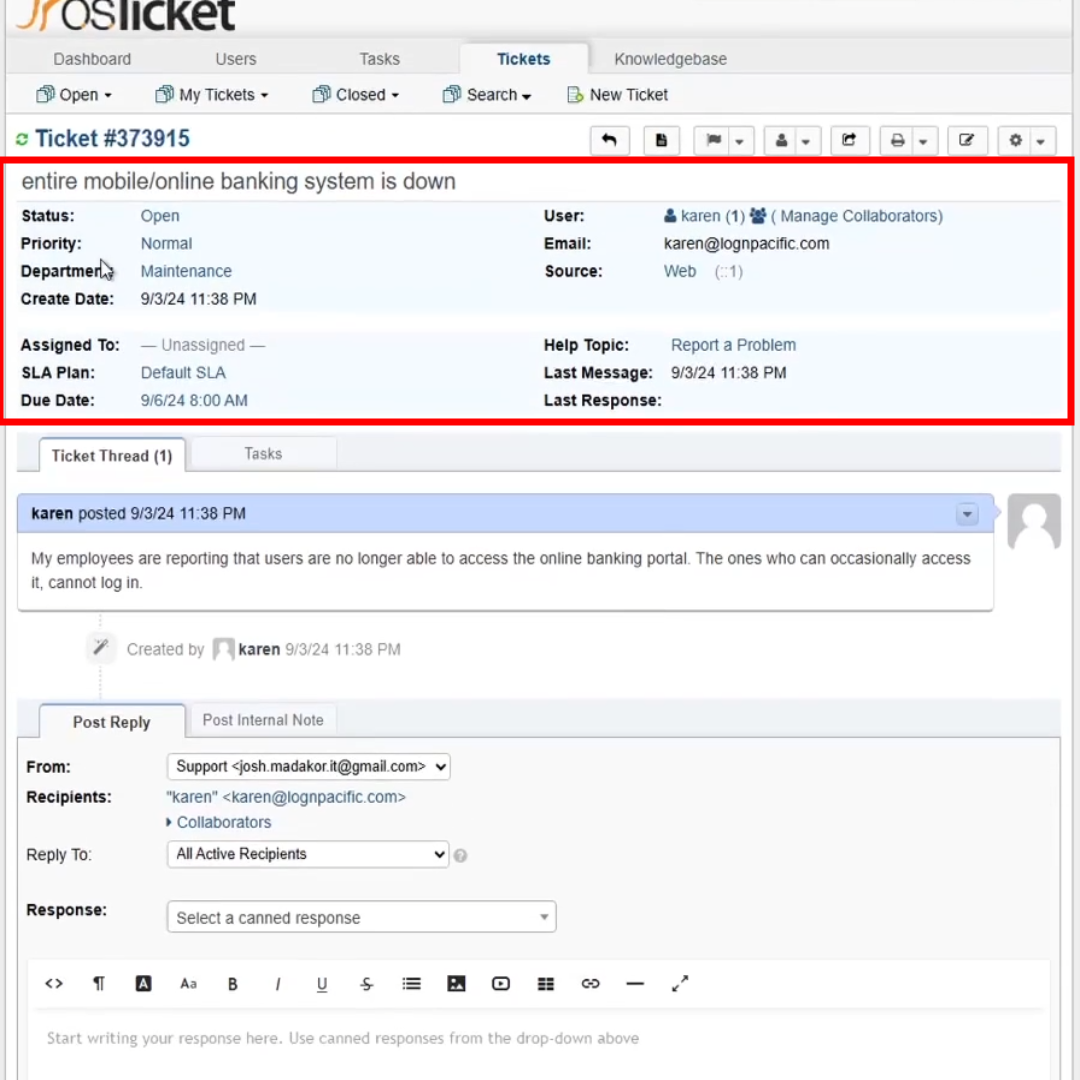 osTicket
Dashboard Users Tasks Tickets Knowledgebase
Open My Tickets Closed Search New Ticket
Ticket #373915
entire mobile/online banking system is down
Status: Open User: karen (1) ( Manage Collaborators)
Priority: Normal Email: karen@lognpacific.com
Department: Maintenance Source: Web (::1)
Create Date: 9/3/24 11:38 PM
Assigned To: — Unassigned — Help Topic: Report a Problem
SLA Plan: Default SLA Last Message: 9/3/24 11:38 PM
Due Date: 9/6/24 8:00 AM Last Response:
Ticket Thread (1) Tasks
karen posted 9/3/24 11:38 PM
My employees are reporting that users are no longer able to access the online banking portal. The ones who can occasionally access
it, cannot log in.
Created by karen 9/3/24 11:38 PM
Post Reply Post Internal Note
From: Support <josh.madakor.it@gmail.com>
Recipients: "karen" <karen@lognpacific.com>
Collaborators
Reply To: All Active Recipients
Response: Select a canned response
<> ¶ A Aa B I U S
Start writing your response here. Use canned responses from the drop-down above